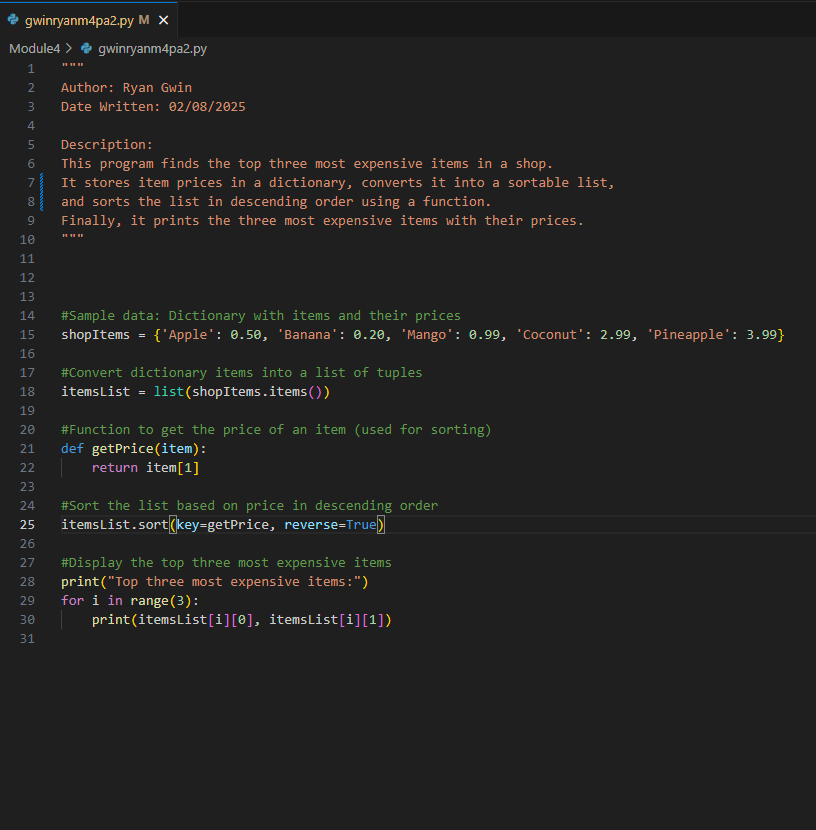 gwinryanm4pa2.py M
Module4 > gwinryanm4pa2.py
1 """
2 Author: Ryan Gwin
3 Date Written: 02/08/2025
4
5 Description:
6 This program finds the top three most expensive items in a shop.
7 It stores item prices in a dictionary, converts it into a sortable list,
8 and sorts the list in descending order using a function.
9 Finally, it prints the three most expensive items with their prices.
10 """
11
12
13
14 #Sample data: Dictionary with items and their prices
15 shopItems = {'Apple': 0.50, 'Banana': 0.20, 'Mango': 0.99, 'Coconut': 2.99, 'Pineapple': 3.99}
16
17 #Convert dictionary items into a list of tuples
18 itemsList = list(shopItems.items())
19
20 #Function to get the price of an item (used for sorting)
21 def getPrice(item):
22     return item[1]
23
24 #Sort the list based on price in descending order
25 itemsList.sort(key=getPrice, reverse=True)
26
27 #Display the top three most expensive items
28 print("Top three most expensive items:")
29 for i in range(3):
30     print(itemsList[i][0], itemsList[i][1])
31